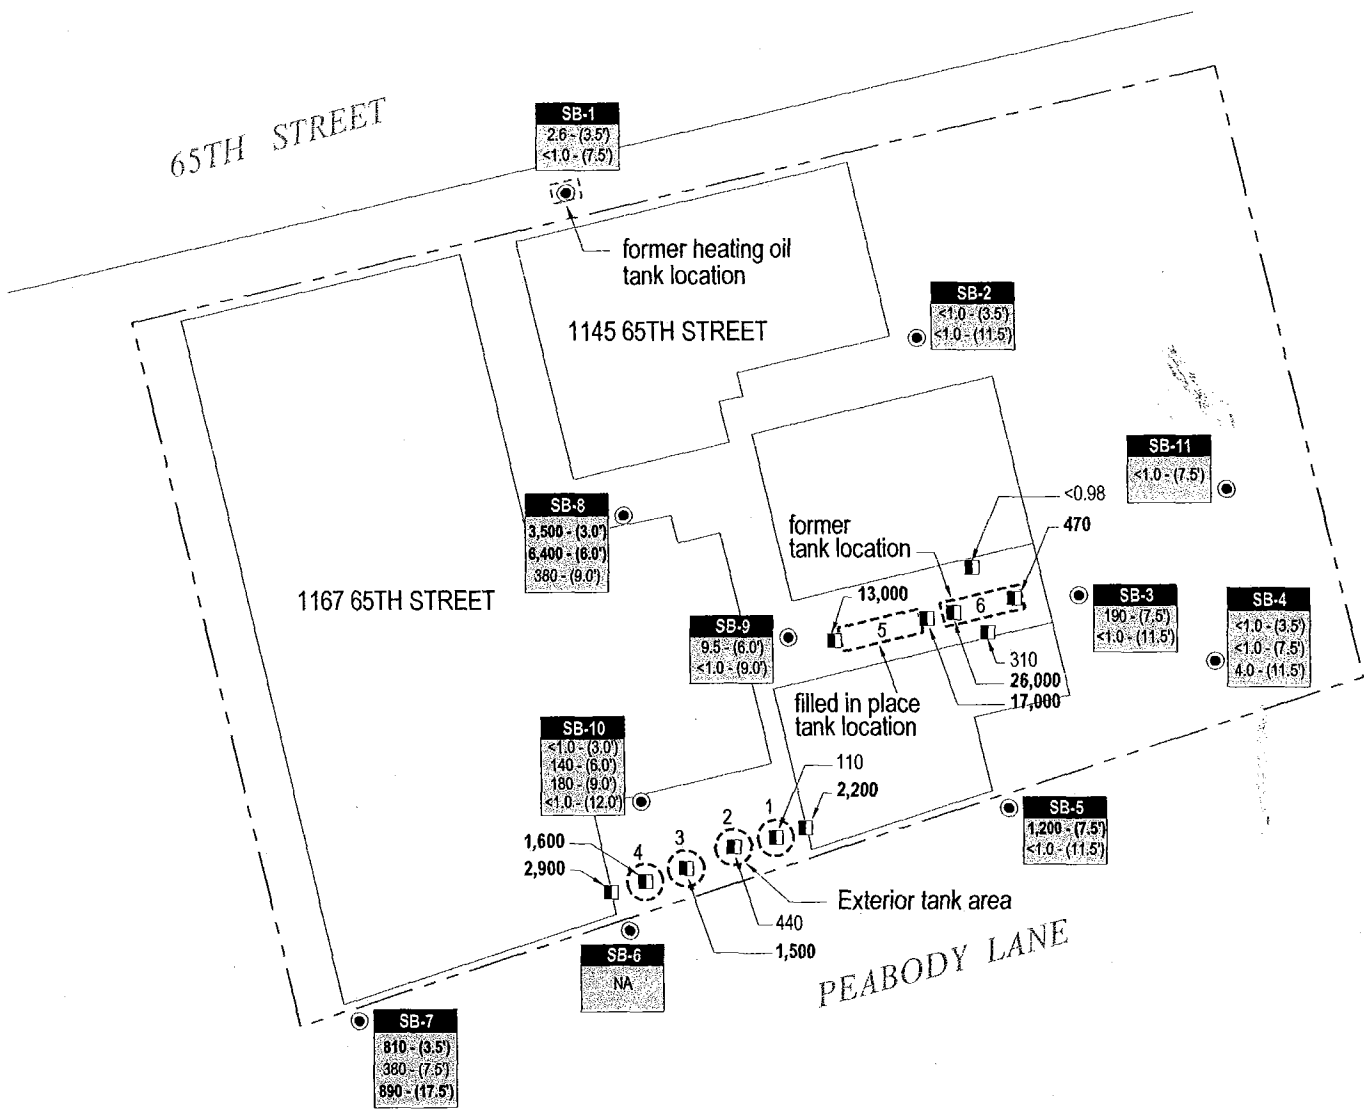 65TH STREET
SB-1
2.6 - (3.5')
<1.0 - (7.5')
former heating oil
tank location
1145 65TH STREET
SB-2
<1.0 - (3.5')
<1.0 - (11.5')
SB-11
<1.0 - (7.5')
<0.98
470
former
tank location
SB-8
3,500 - (3.0')
6,400 - (6.0')
380 - (9.0')
1167 65TH STREET
13,000
5
6
SB-3
190 - (7.5')
<1.0 - (11.5')
SB-4
<1.0 - (3.5')
<1.0 - (7.5')
4.0 - (11.5')
SB-9
9.5 - (6.0')
<1.0 - (9.0')
310
26,000
17,000
filled in place
tank location
SB-10
<1.0 - (3.0')
140 - (6.0')
180 - (9.0')
<1.0 - (12.0')
110
2,200
1
2
3
4
1,600
2,900
SB-5
1,200 - (7.5')
<1.0 - (11.5')
Exterior tank area
440
1,500
SB-6
NA
PEABODY LANE
SB-7
810 - (3.5')
380 - (7.5')
890 - (17.5')